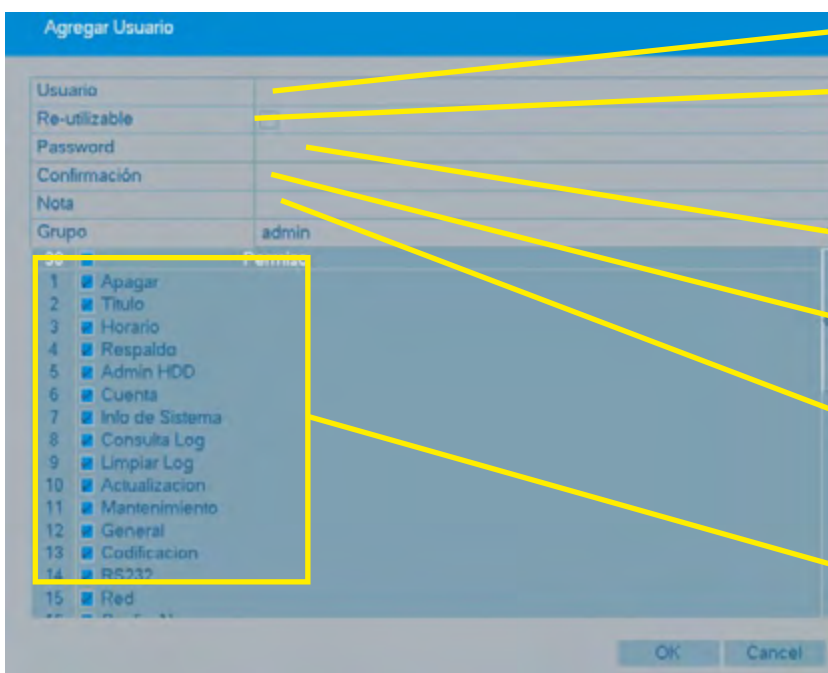 Agregar Usuario
Usuario
Re-utilizable
Password
Confirmación
Nota
Grupo admin
Permiso
1 Apagar
2 Titulo
3 Horario
4 Respaldo
5 Admin HDD
6 Cuenta
7 Info de Sistema
8 Consulta Log
9 Limpiar Log
10 Actualizacion
11 Mantenimiento
12 General
13 Codificacion
14 RS232
15 Red
OK Cancel